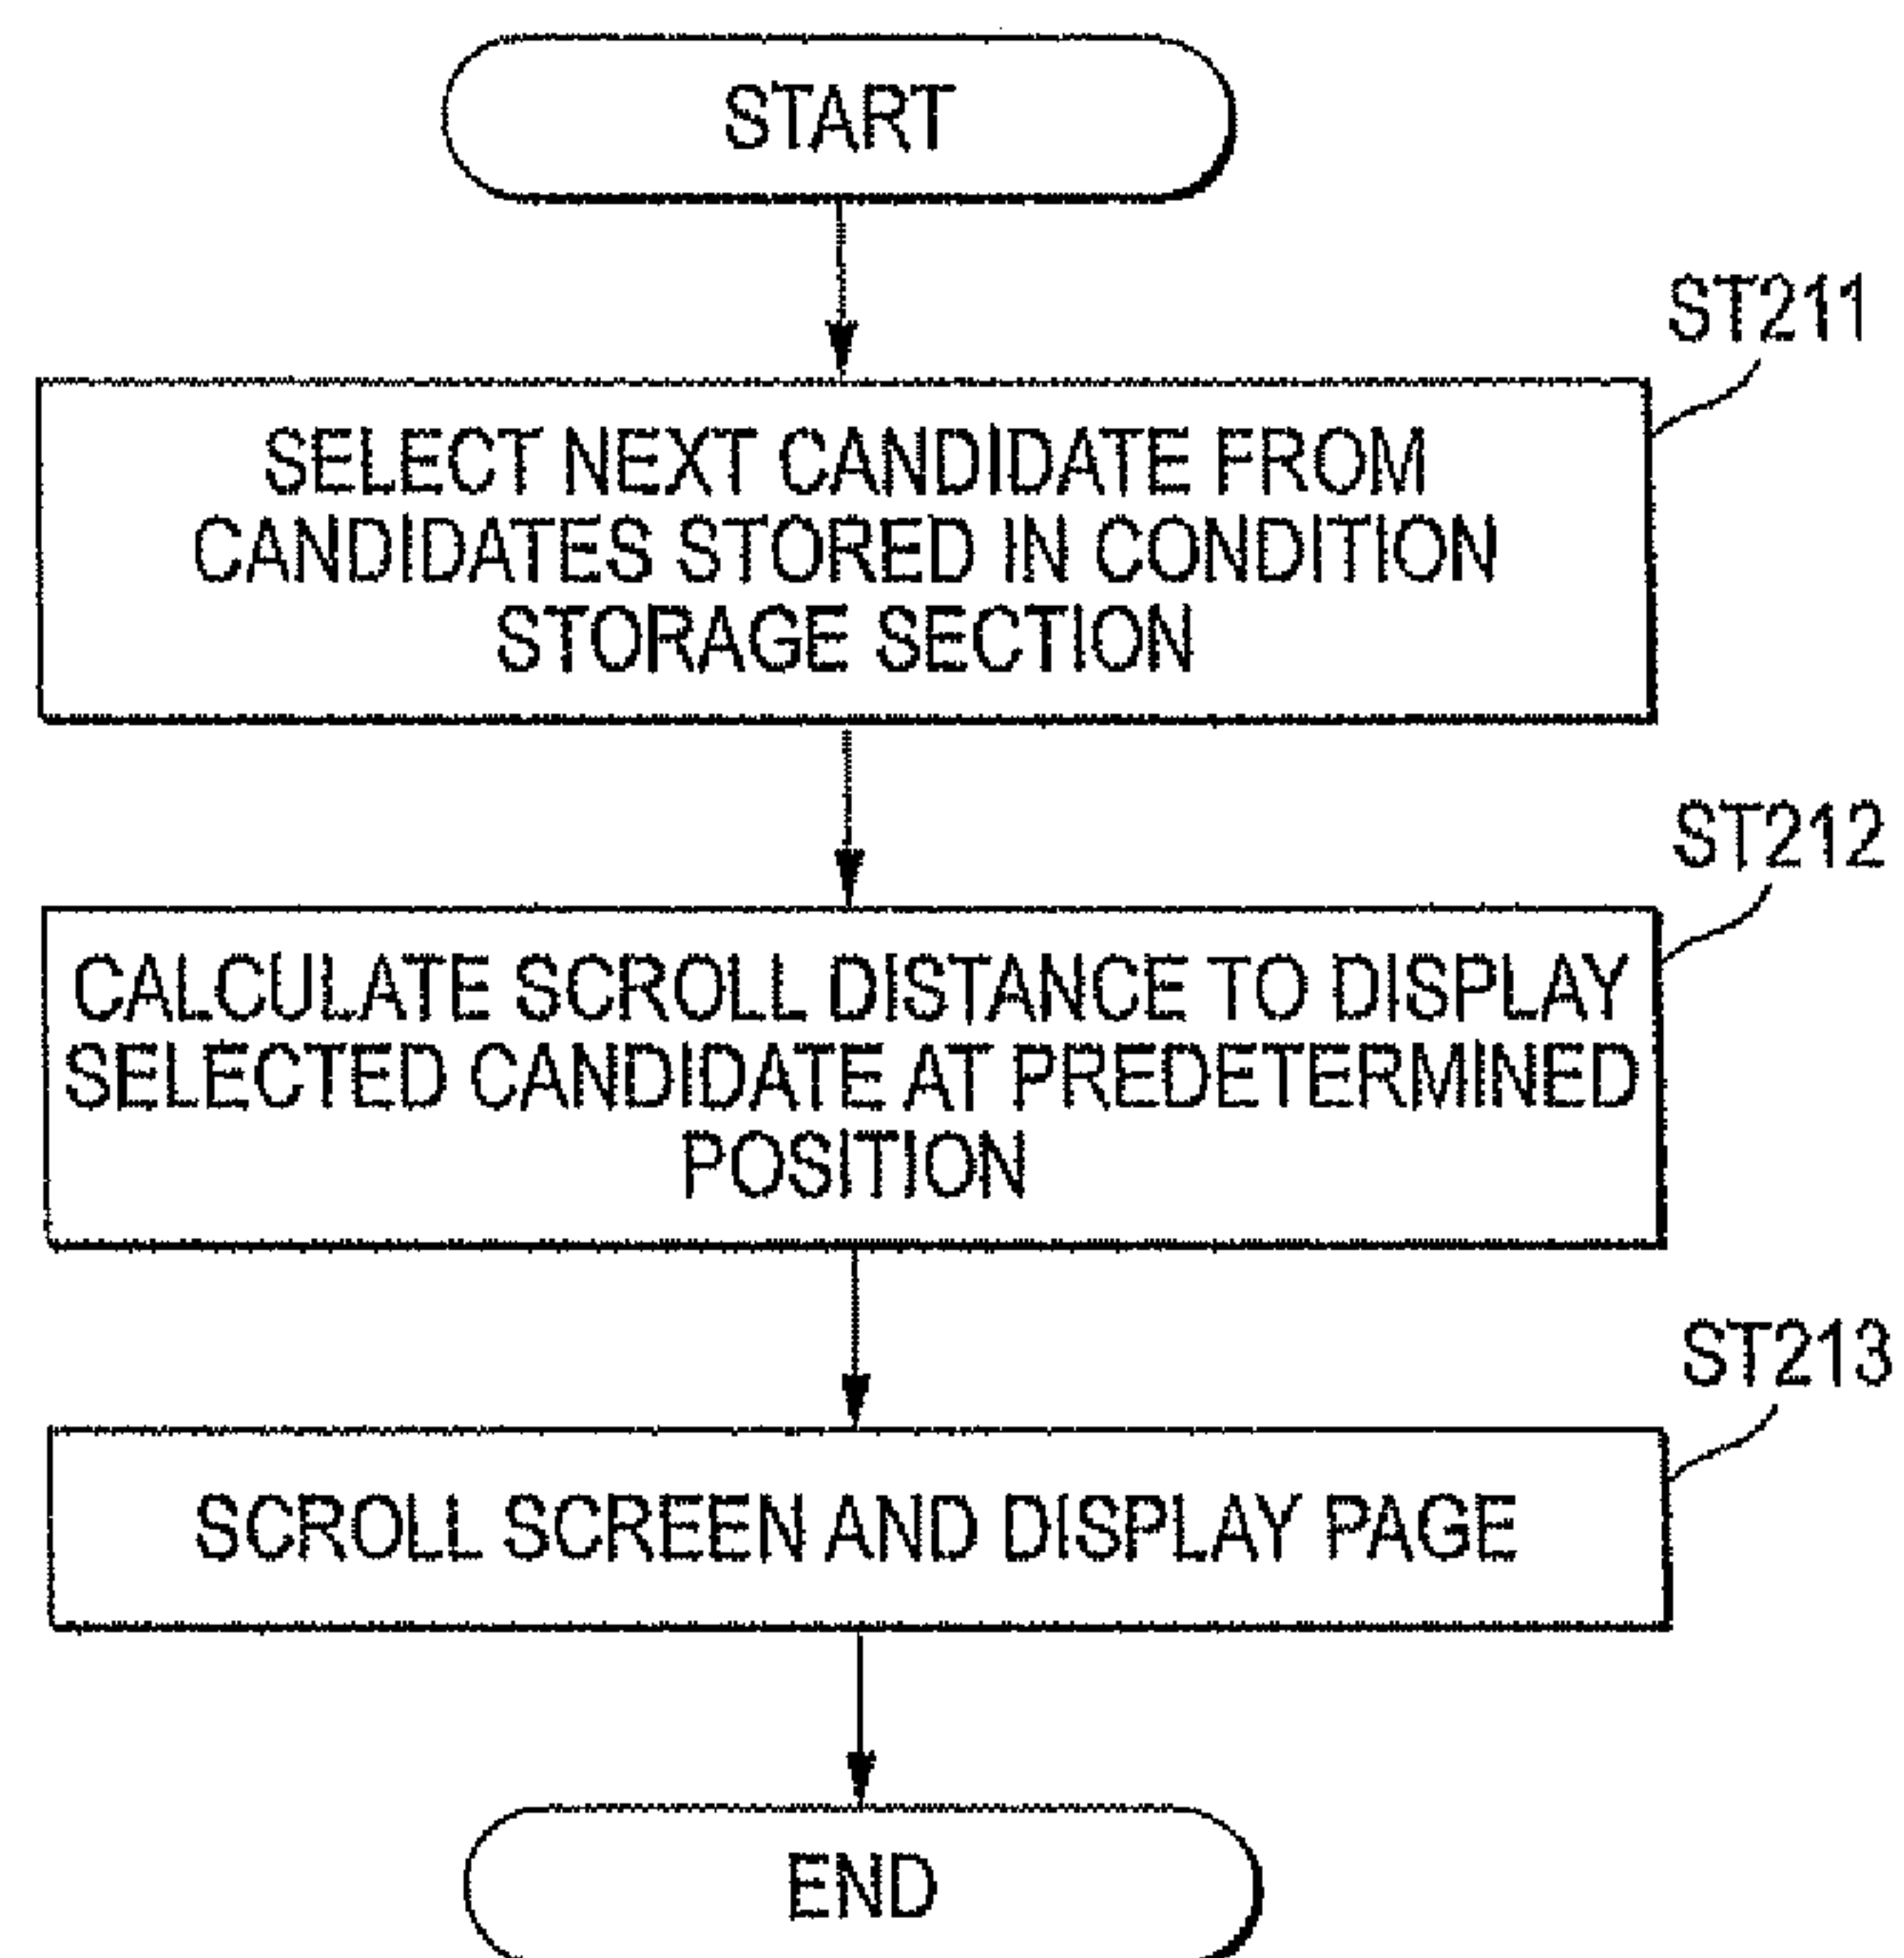 START
ST211
SELECT NEXT CANDIDATE FROM
CANDIDATES STORED IN CONDITION
STORAGE SECTION
ST212
CALCULATE SCROLL DISTANCE TO DISPLAY
SELECTED CANDIDATE AT PREDETERMINED
POSITION
ST213
SCROLL SCREEN AND DISPLAY PAGE
END